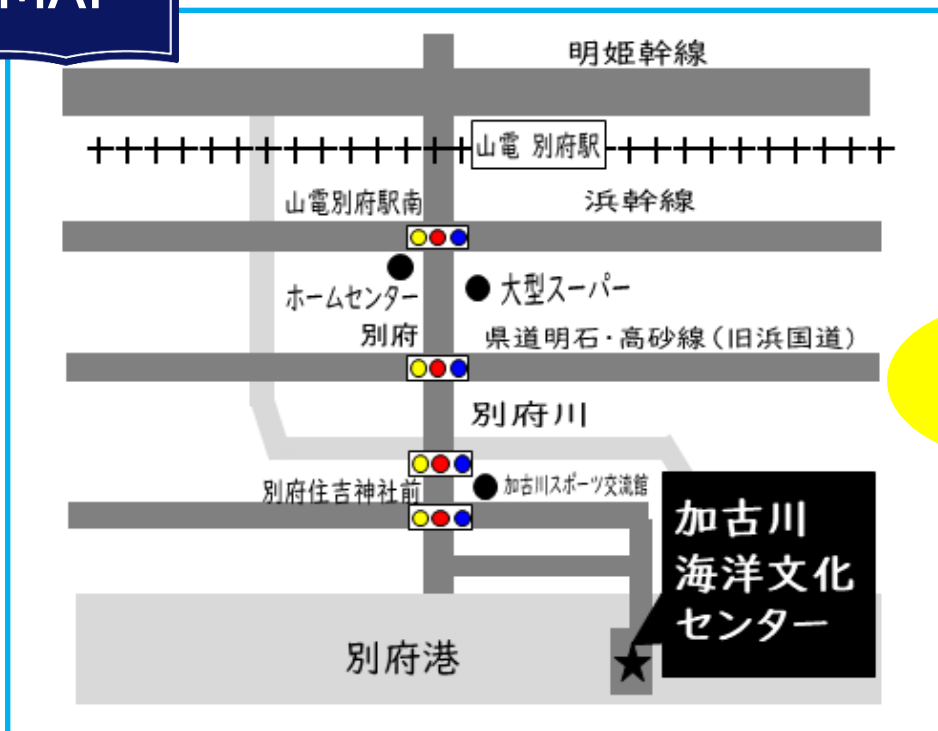 MAP
明姫幹線
山電 別府駅
山電別府駅南
浜幹線
ホームセンター
大型スーパー
別府
県道明石・高砂線(旧浜国道)
別府川
別府住吉神社前
加古川スポーツ交流館
加古川
海洋文化
センター
別府港